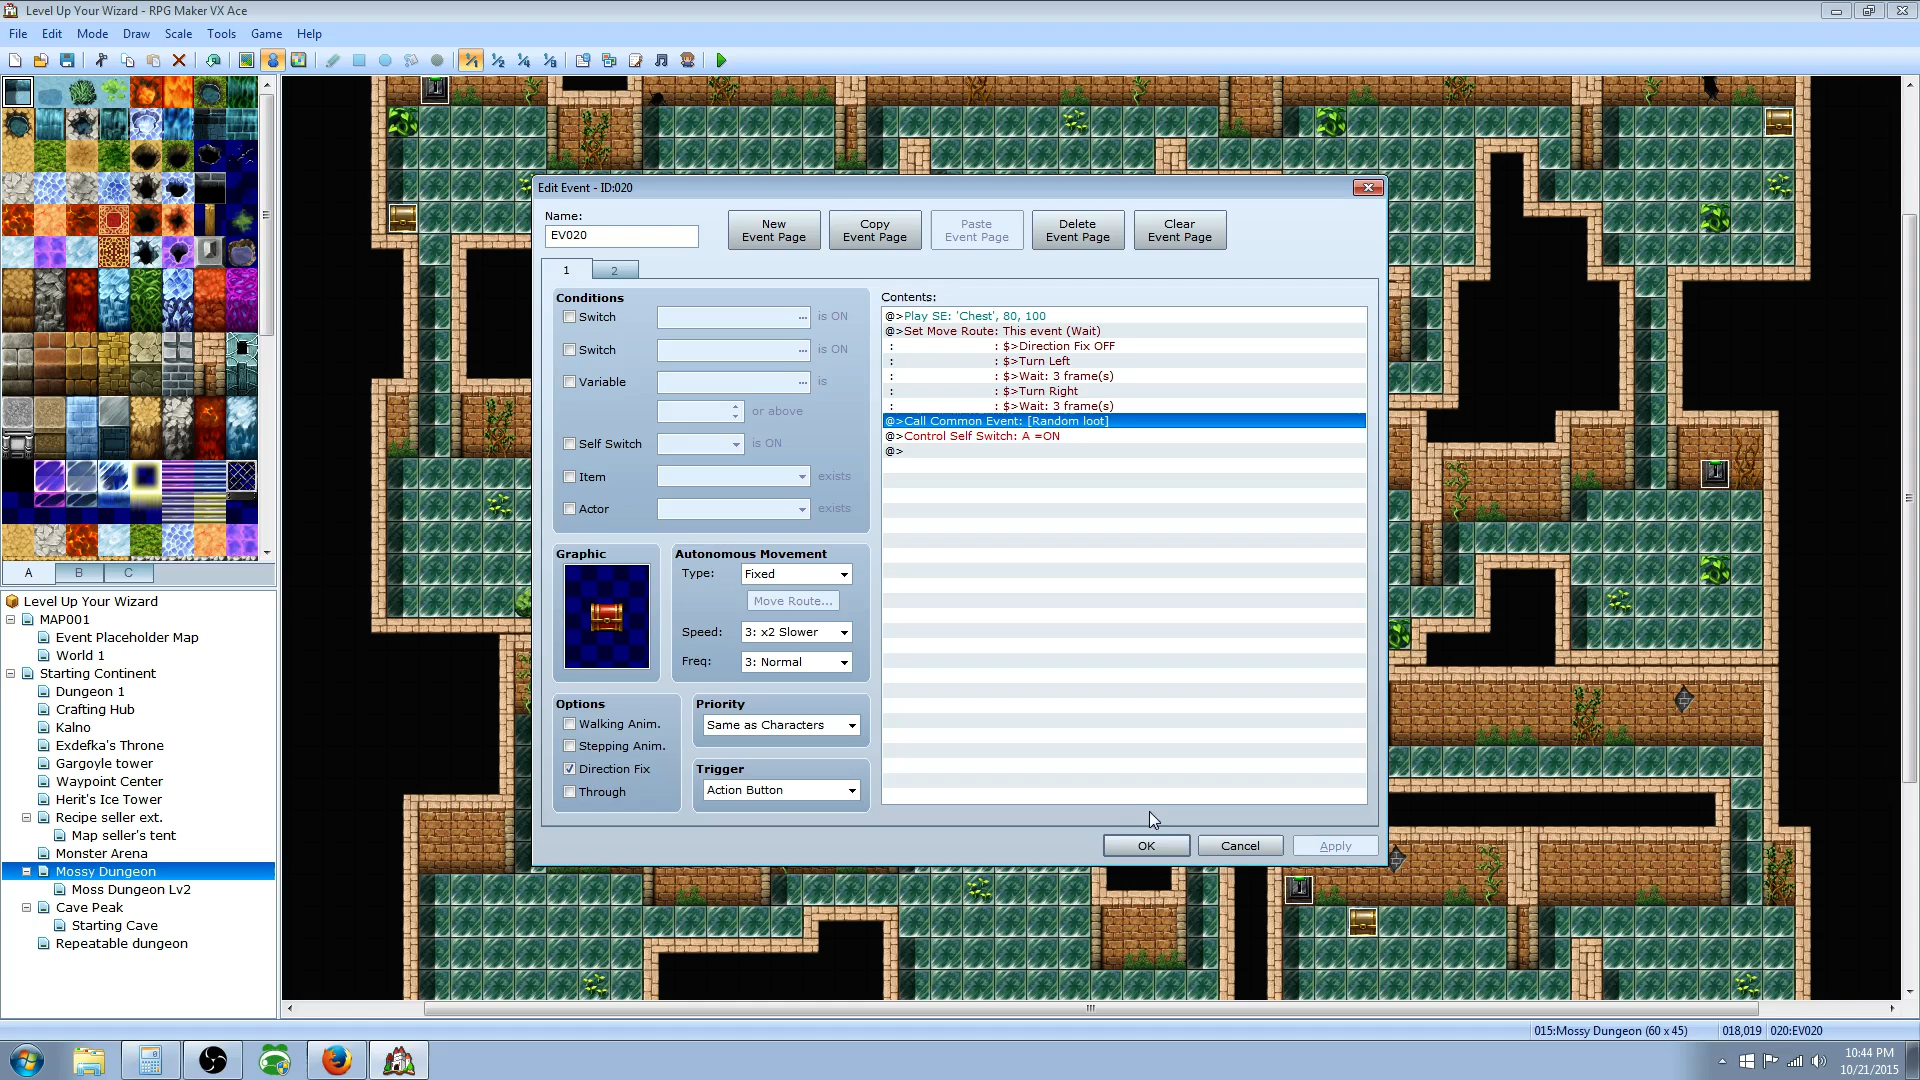 Level Up Your Wizard - RPG Maker VX Ace
File Edit Mode Draw Scale Tools Game Help
Edit Event - ID:020
Name:
EV020
New Event Page
Copy Event Page
Paste Event Page
Delete Event Page
Clear Event Page
1 2
Conditions
Switch ... is ON
Switch ... is ON
Variable ... is
or above
Self Switch is ON
Item exists
Actor exists
Graphic
Autonomous Movement
Type: Fixed
Move Route...
Speed: 3: x2 Slower
Freq: 3: Normal
Options
Walking Anim.
Stepping Anim.
Direction Fix
Through
Priority
Same as Characters
Trigger
Action Button
Contents:
@>Play SE: 'Chest', 80, 100
@>Set Move Route: This event (Wait)
: : $>Direction Fix OFF
: : $>Turn Left
: : $>Wait: 3 frame(s)
: : $>Turn Right
: : $>Wait: 3 frame(s)
@>Call Common Event: [Random loot]
@>Control Self Switch: A =ON
@>
OK Cancel Apply
A B C
Level Up Your Wizard
MAP001
Event Placeholder Map
World 1
Starting Continent
Dungeon 1
Crafting Hub
Kalno
Exdefka's Throne
Gargoyle tower
Waypoint Center
Herit's Ice Tower
Recipe seller ext.
Map seller's tent
Monster Arena
Mossy Dungeon
Moss Dungeon Lv2
Cave Peak
Starting Cave
Repeatable dungeon
015:Mossy Dungeon (60 x 45) 018,019 020:EV020
10:44 PM
10/21/2015